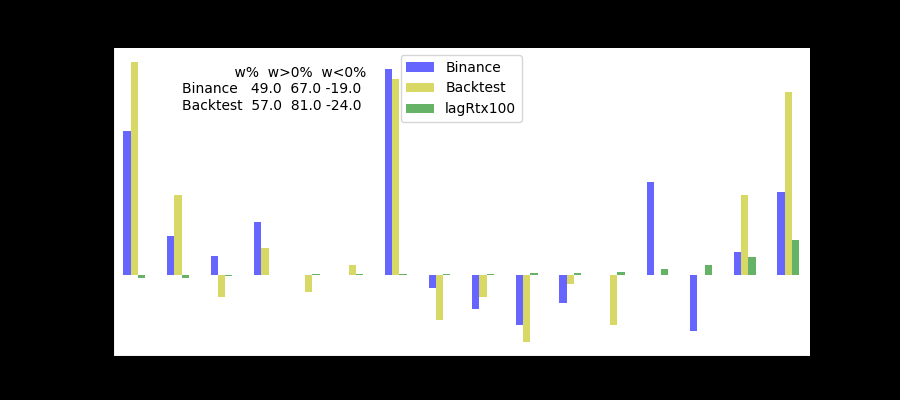 w% w>0% w<0%
Binance 49.0 67.0 -19.0
Backtest 57.0 81.0 -24.0
Binance
Backtest
lagRtx100